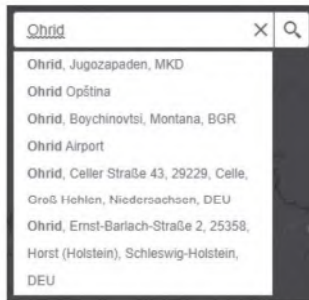 Ohrid
Ohrid, Jugozapaden, MKD
Ohrid Opština
Ohrid, Boychinovtsi, Montana, BGR
Ohrid Airport
Ohrid, Celler Straße 43, 29229, Celle,
Groß Hehlen, Niedersachsen, DEU
Ohrid, Ernst-Barlach-Straße 2, 25358,
Horst (Holstein), Schleswig-Holstein,
DEU